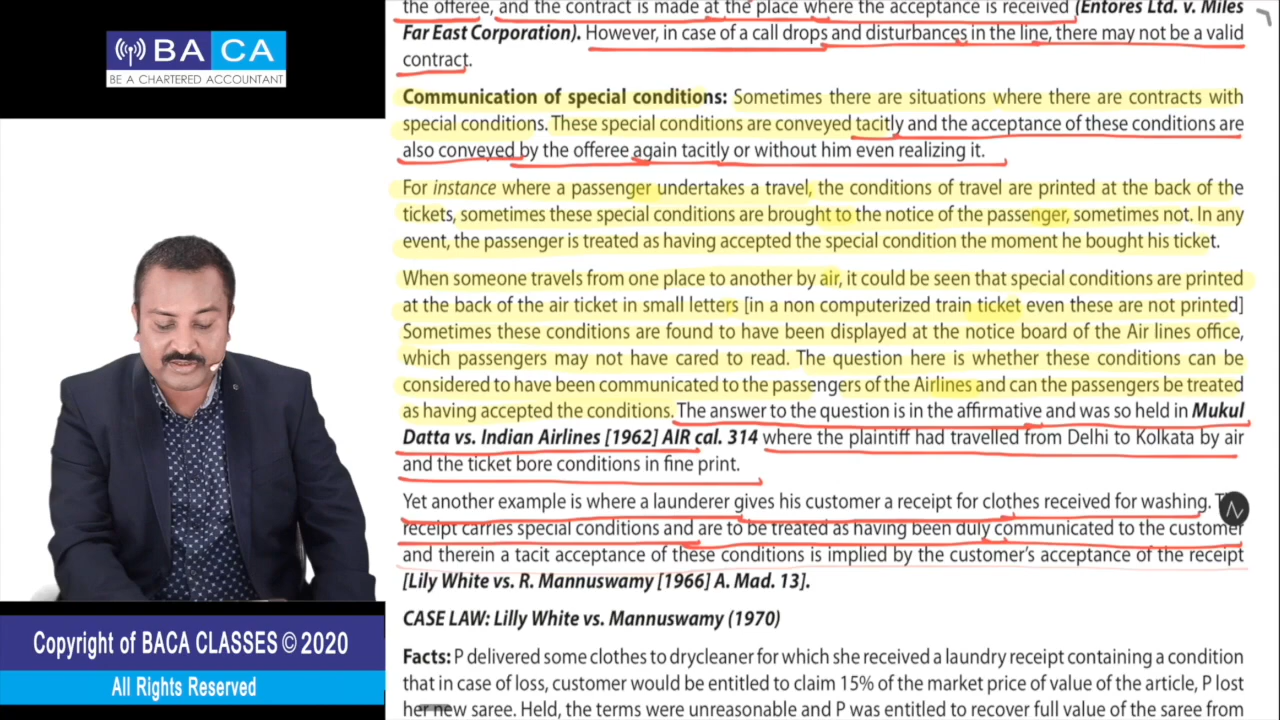 BACA
BE A CHARTERED ACCOUNTANT
the offeree, and the contract is made at the place where the acceptance is received (Entores Ltd. v. Miles
Far East Corporation). However, in case of a call drops and disturbances in the line, there may not be a valid
contract.
Communication of special conditions: Sometimes there are situations where there are contracts with
special conditions. These special conditions are conveyed tacitly and the acceptance of these conditions are
also conveyed by the offeree again tacitly or without him even realizing it.
For instance where a passenger undertakes a travel, the conditions of travel are printed at the back of the
tickets, sometimes these special conditions are brought to the notice of the passenger, sometimes not. In any
event, the passenger is treated as having accepted the special condition the moment he bought his ticket.
When someone travels from one place to another by air, it could be seen that special conditions are printed
at the back of the air ticket in small letters [in a non computerized train ticket even these are not printed]
Sometimes these conditions are found to have been displayed at the notice board of the Air lines office,
which passengers may not have cared to read. The question here is whether these conditions can be
considered to have been communicated to the passengers of the Airlines and can the passengers be treated
as having accepted the conditions. The answer to the question is in the affirmative and was so held in Mukul
Datta vs. Indian Airlines [1962] AIR cal. 314 where the plaintiff had travelled from Delhi to Kolkata by air
and the ticket bore conditions in fine print.
Yet another example is where a launderer gives his customer a receipt for clothes received for washing.
receipt carries special conditions and are to be treated as having been duly communicated to the customer
and therein a tacit acceptance of these conditions is implied by the customer's acceptance of the receipt
[Lily White vs. R. Mannuswamy [1966] A. Mad. 13].
CASE LAW: Lilly White vs. Mannuswamy (1970)
Facts: P delivered some clothes to drycleaner for which she received a laundry receipt containing a condition
that in case of loss, customer would be entitled to claim 15% of the market price of value of the article, P lost
her new saree. Held, the terms were unreasonable and P was entitled to recover full value of the saree from
Copyright of BACA CLASSES © 2020
All Rights Reserved